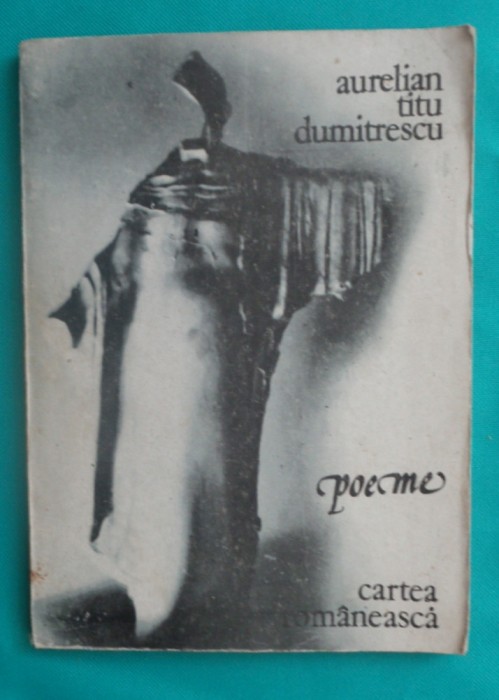 aurelian
titu
dumitrescu
poeme
cartea
românească